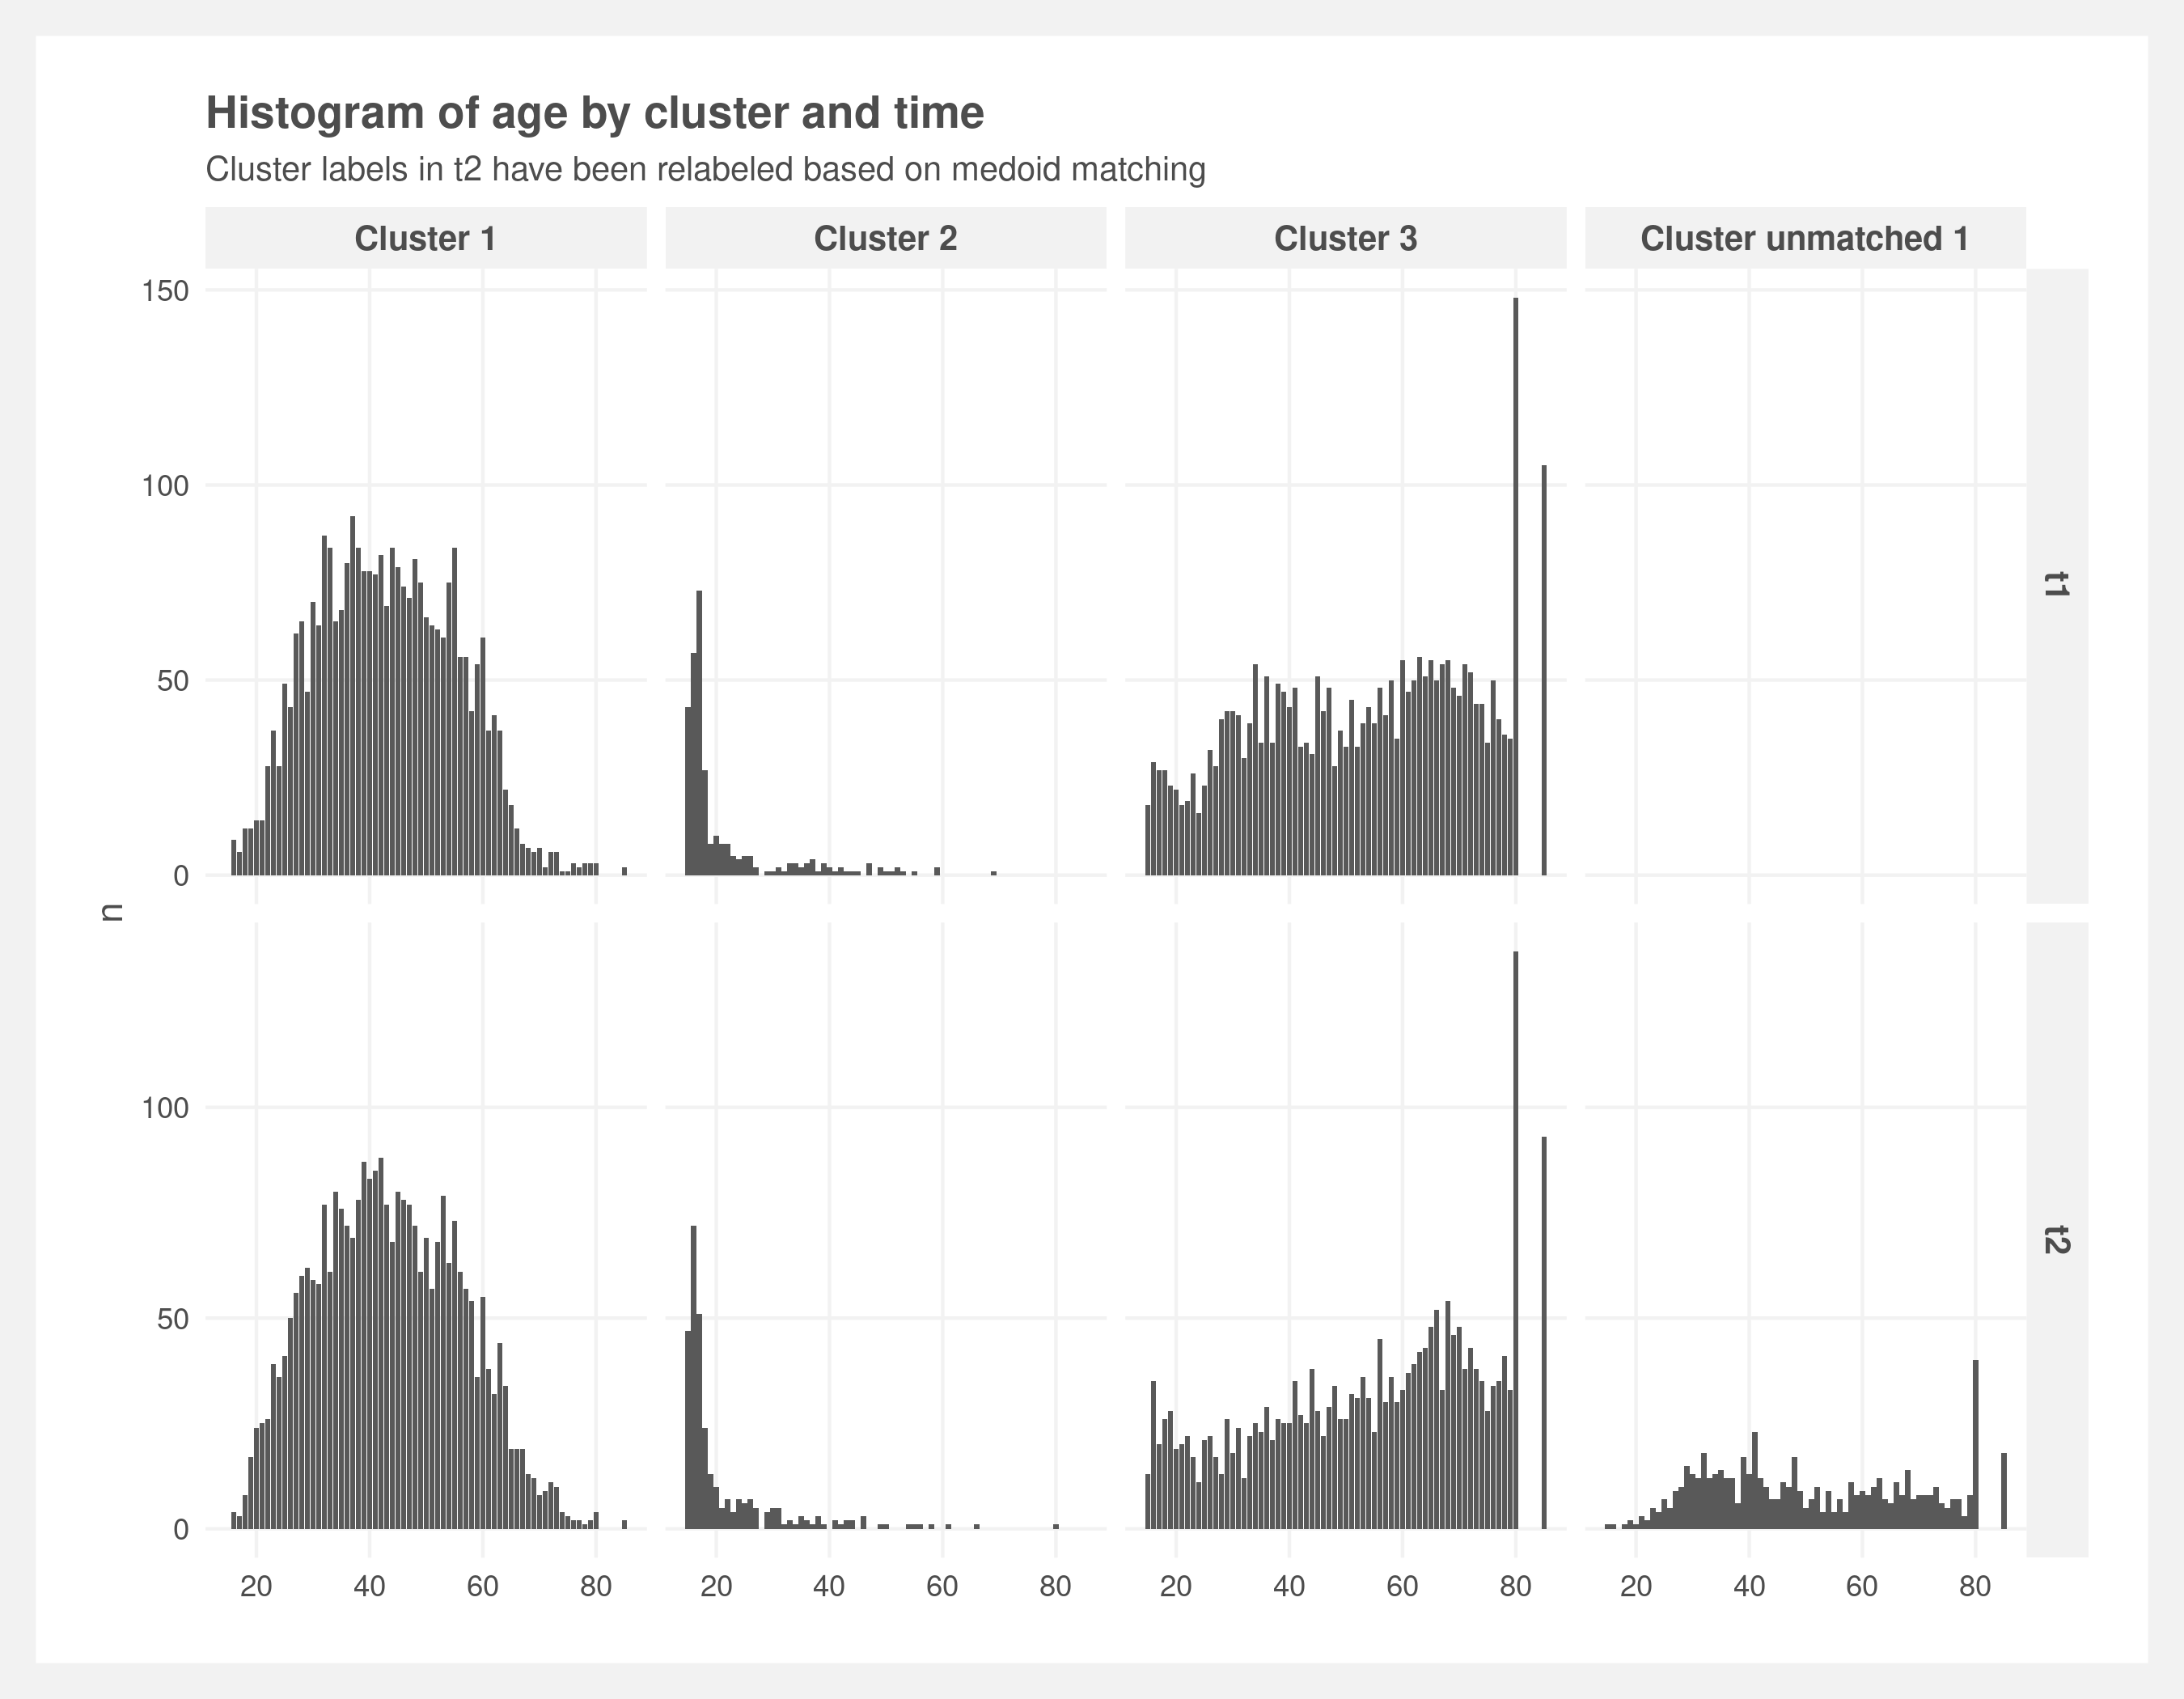 Histogram of age by cluster and time
Cluster labels in t2 have been relabeled based on medoid matching
Cluster 1
Cluster 2
Cluster 3
Cluster unmatched 1
150
100
50
0
t1
n
100
50
0
t2
20 40 60 80
20 40 60 80
20 40 60 80
20 40 60 80